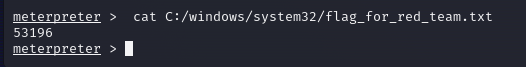 meterpreter >  cat C:/windows/system32/flag_for_red_team.txt
53196
meterpreter >